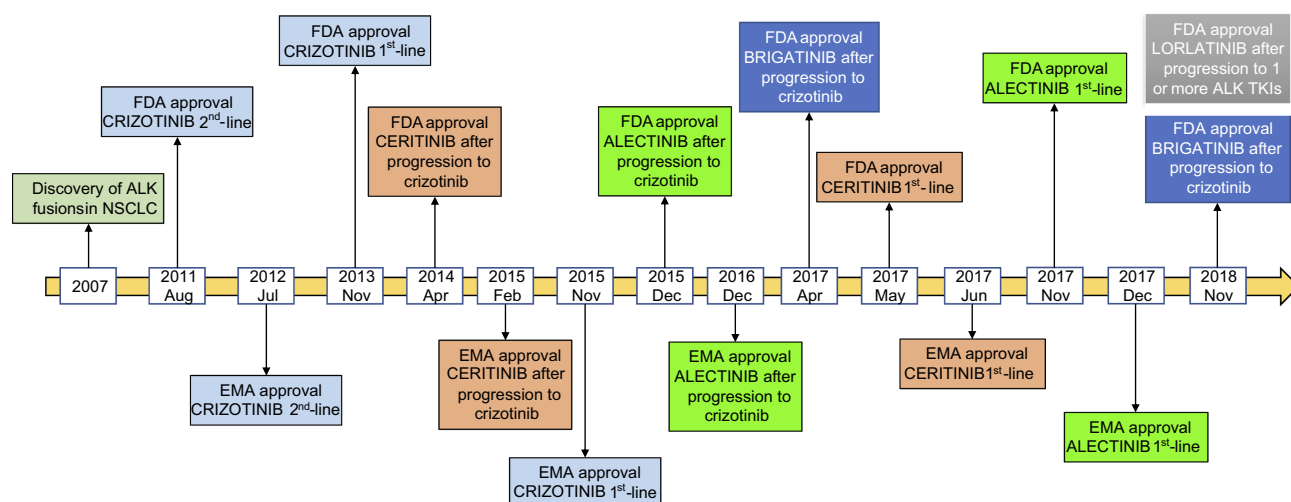 FDA approval
CRIZOTINIB 1st-line
FDA approval
CRIZOTINIB 2nd-line
Discovery of ALK
fusionsin NSCLC
FDA approval
CERITINIB after
progression to
crizotinib
FDA approval
ALECTINIB after
progression to
crizotinib
FDA approval
BRIGATINIB after
progression to
crizotinib
FDA approval
CERITINIB 1st-line
FDA approval
ALECTINIB 1st-line
FDA approval
LORLATINIB after
progression to 1
or more ALK TKIs
FDA approval
BRIGATINIB after
progression to
crizotinib
2007
2011
Aug
2012
Jul
2013
Nov
2014
Apr
2015
Feb
2015
Nov
2015
Dec
2016
Dec
2017
Apr
2017
May
2017
Jun
2017
Nov
2017
Dec
2018
Nov
EMA approval
CRIZOTINIB 2nd-line
EMA approval
CERITINIB after
progression to
crizotinib
EMA approval
CRIZOTINIB 1st-line
EMA approval
ALECTINIB after
progression to
crizotinib
EMA approval
CERITINIB1st-line
EMA approval
ALECTINIB 1st-line